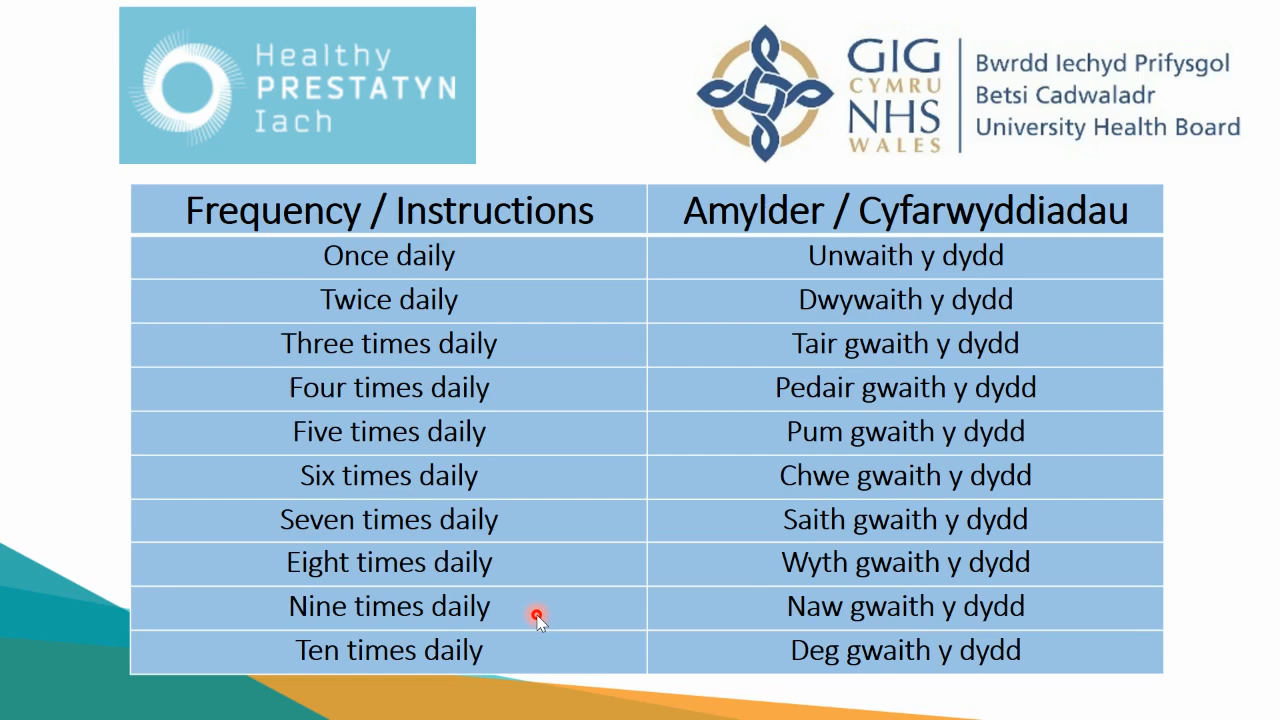 Healthy
PRESTATYN
Iach
GIG
CYMRU
NHS
WALES
Bwrdd Iechyd Prifysgol
Betsi Cadwaladr
University Health Board
Frequency / Instructions Amylder / Cyfarwyddiadau
Once daily Unwaith y dydd
Twice daily Dwywaith y dydd
Three times daily Tair gwaith y dydd
Four times daily Pedair gwaith y dydd
Five times daily Pum gwaith y dydd
Six times daily Chwe gwaith y dydd
Seven times daily Saith gwaith y dydd
Eight times daily Wyth gwaith y dydd
Nine times daily Naw gwaith y dydd
Ten times daily Deg gwaith y dydd